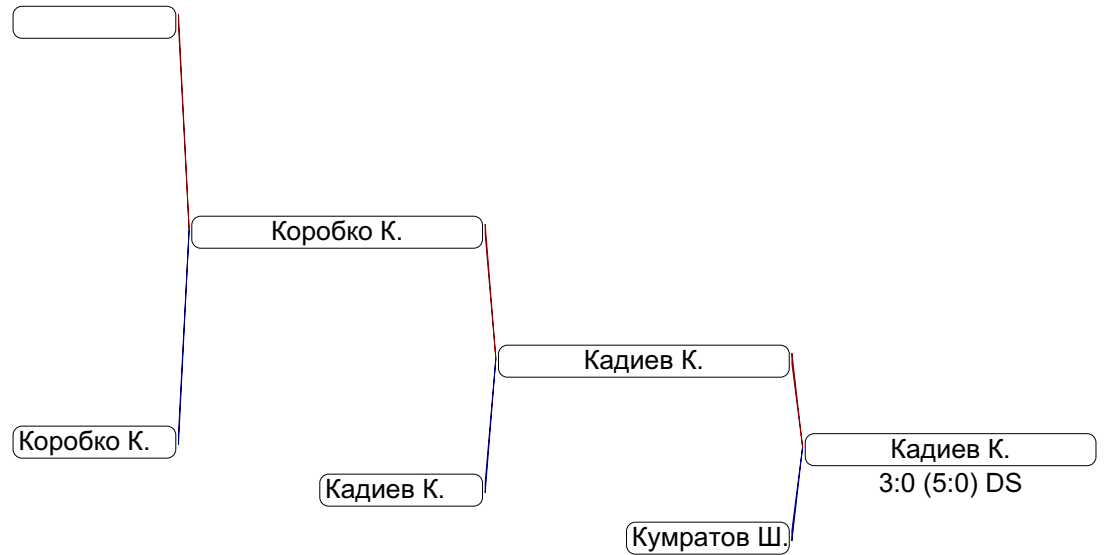 Коробко К.
Кадиев К.
Коробко К.
Кадиев К.
3:0 (5:0) DS
Кадиев К.
Кумратов Ш.